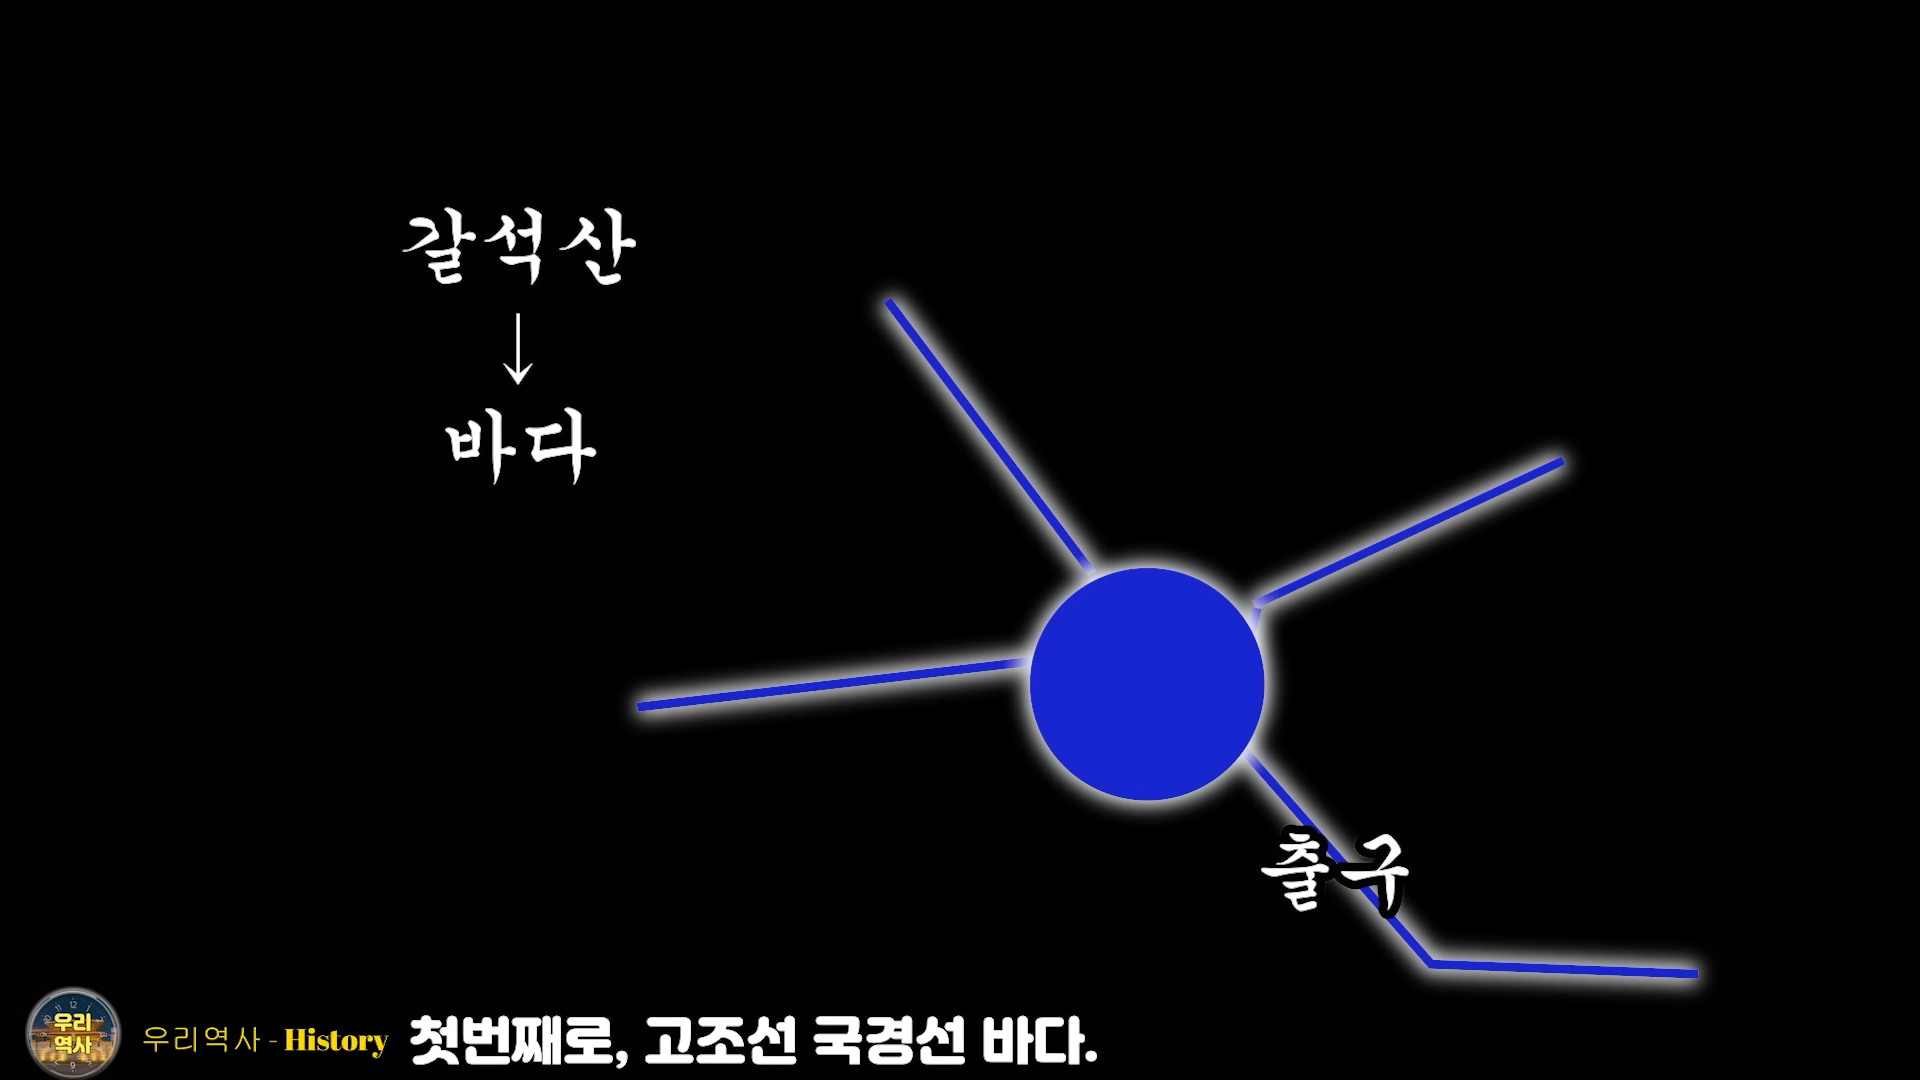 갈석산
↓
바다
출구
우리
역사
우리역사 - History
첫번째로, 고조선 국경선 바다.